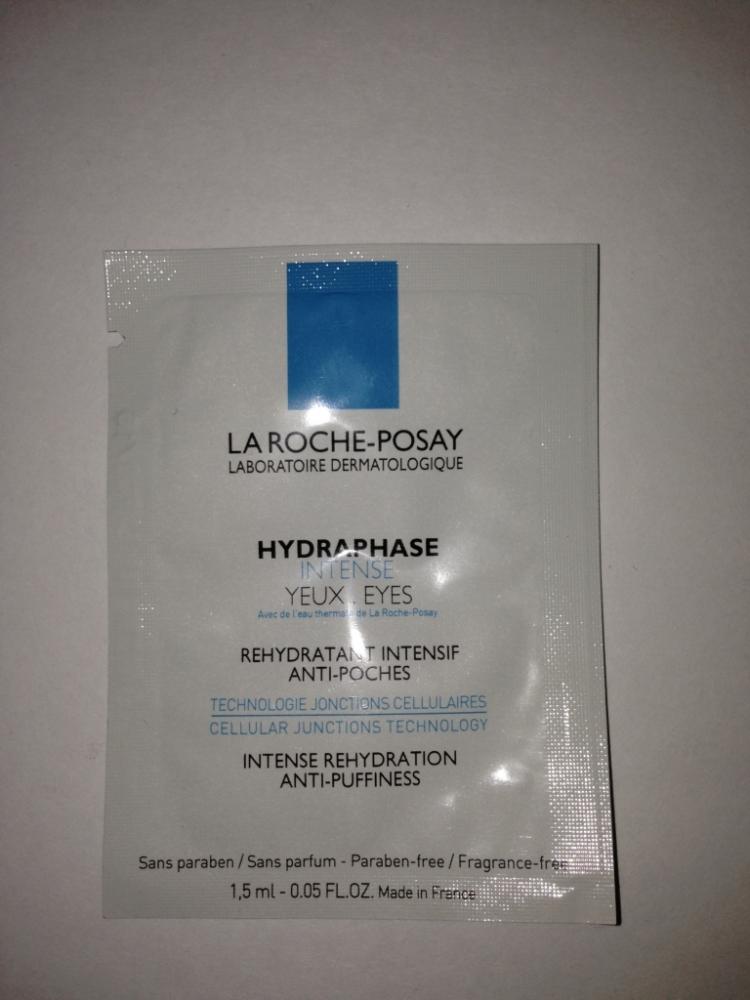 LA ROCHE-POSAY
LABORATOIRE DERMATOLOGIQUE
HYDRAPHASE
INTENSE
YEUX . EYES
Avec de l'eau thermale de La Roche-Posay
REHYDRATANT INTENSIF
ANTI-POCHES
TECHNOLOGIE JONCTIONS CELLULAIRES
CELLULAR JUNCTIONS TECHNOLOGY
INTENSE REHYDRATION
ANTI-PUFFINESS
Sans paraben / Sans parfum - Paraben-free / Fragrance-free
1,5 ml - 0.05 FL.OZ. Made in France